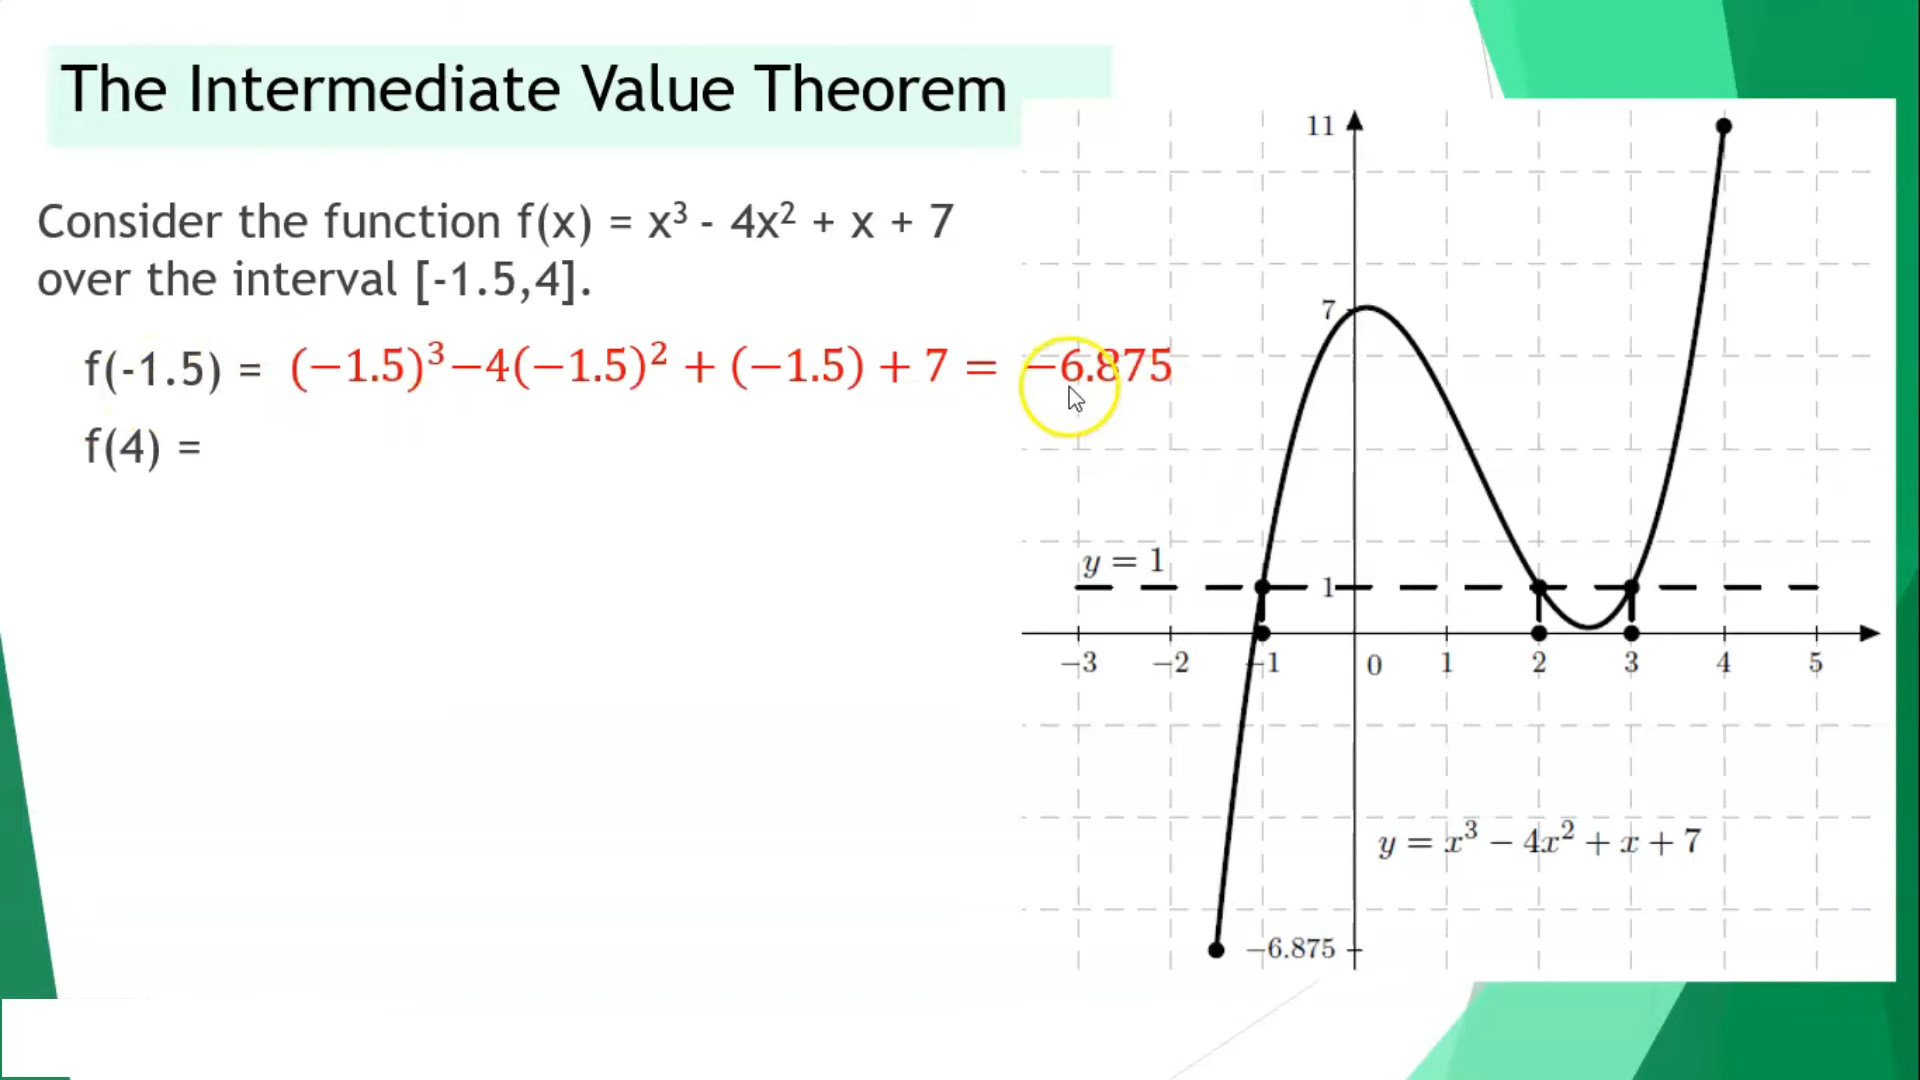 The Intermediate Value Theorem
Consider the function f(x) = x³ - 4x² + x + 7
over the interval [-1.5,4].
f(-1.5) = (−1.5)³−4(−1.5)² + (−1.5) + 7 = −6.875
f(4) =
11
7
y = 1
1
−3 −2 −1 0 1 2 3 4 5
y = x³ − 4x² + x + 7
−6.875